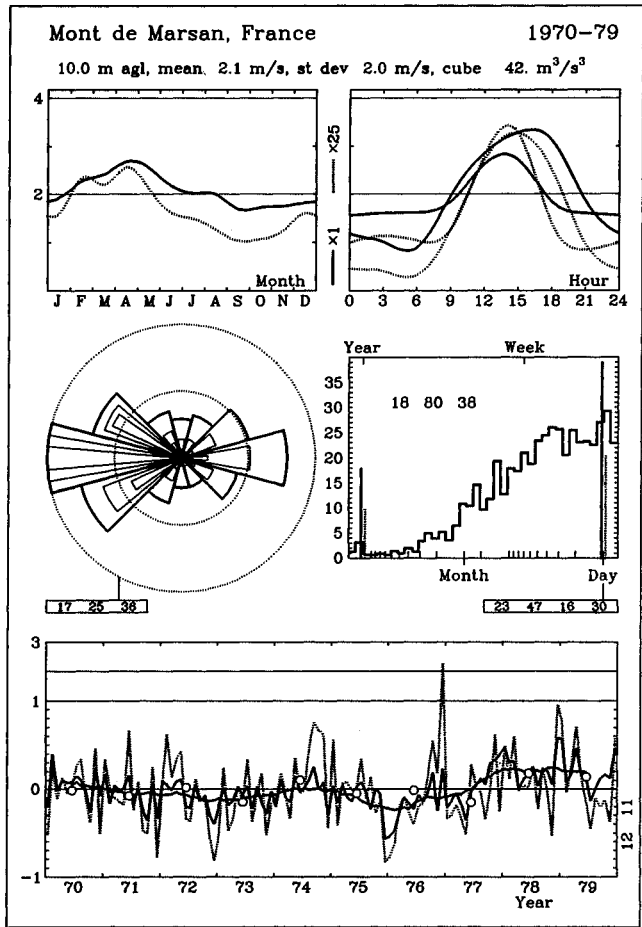 Mont de Marsan, France 1970-79
10.0 m agl, mean 2.1 m/s, st dev 2.0 m/s, cube 42. m³/s³
4
2
Month
J F M A M J J A S O N D
×1 ×25
Hour
0 3 6 9 12 15 18 21 24
17 25 36
Year Week
35
30
25
20
15
10
5
0
18 80 38
Month Day
23 47 16 30
3
1
0
-1
70 71 72 73 74 75 76 77 78 79
Year
12 11